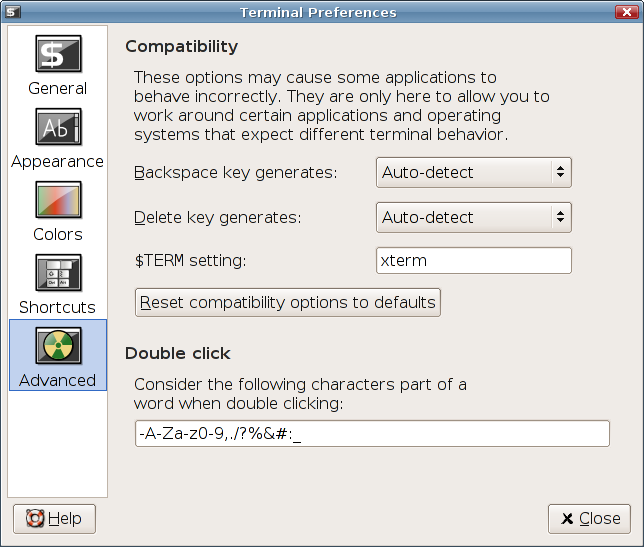 Terminal Preferences
General
Appearance
Colors
Shortcuts
Advanced
Compatibility
These options may cause some applications to
behave incorrectly. They are only here to allow you to
work around certain applications and operating
systems that expect different terminal behavior.
Backspace key generates: Auto-detect
Delete key generates: Auto-detect
$TERM setting: xterm
Reset compatibility options to defaults
Double click
Consider the following characters part of a
word when double clicking:
-A-Za-z0-9,./?%&#:_
Help
Close